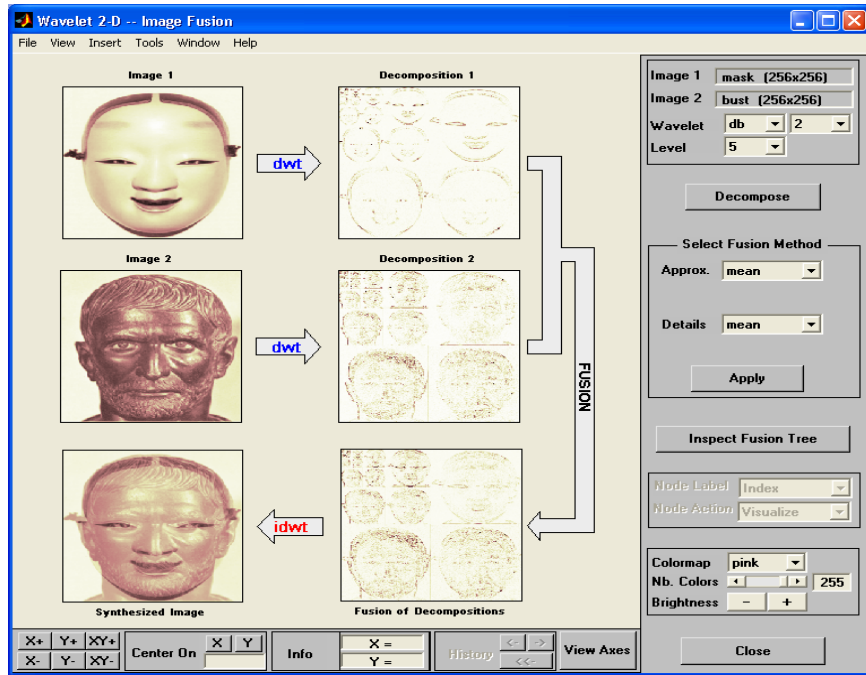 Wavelet 2-D -- Image Fusion
File View Insert Tools Window Help
Image 1
Decomposition 1
dwt
Image 2
Decomposition 2
dwt
FUSION
idwt
Synthesized Image
Fusion of Decompositions
Image 1 mask (256x256)
Image 2 bust (256x256)
Wavelet db 2
Level 5
Decompose
Select Fusion Method
Approx. mean
Details mean
Apply
Inspect Fusion Tree
Node Label Index
Node Action Visualize
Colormap pink
Nb. Colors 255
Brightness - +
Close
X+ Y+ XY+
X- Y- XY-
Center On X Y
Info X =
Y =
History <- ->
<<-
View Axes